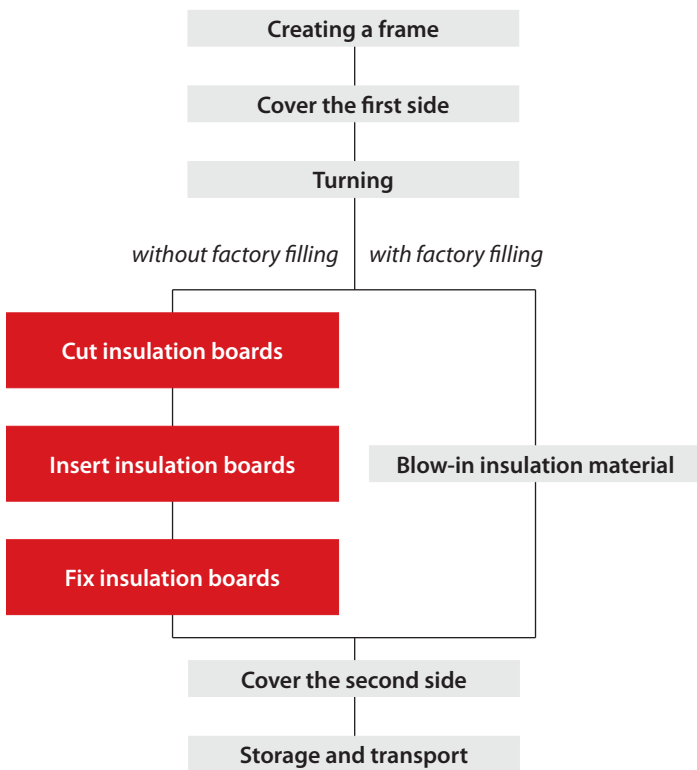 Creating a frame
Cover the first side
Turning
without factory filling
with factory filling
Cut insulation boards
Insert insulation boards
Blow-in insulation material
Fix insulation boards
Cover the second side
Storage and transport